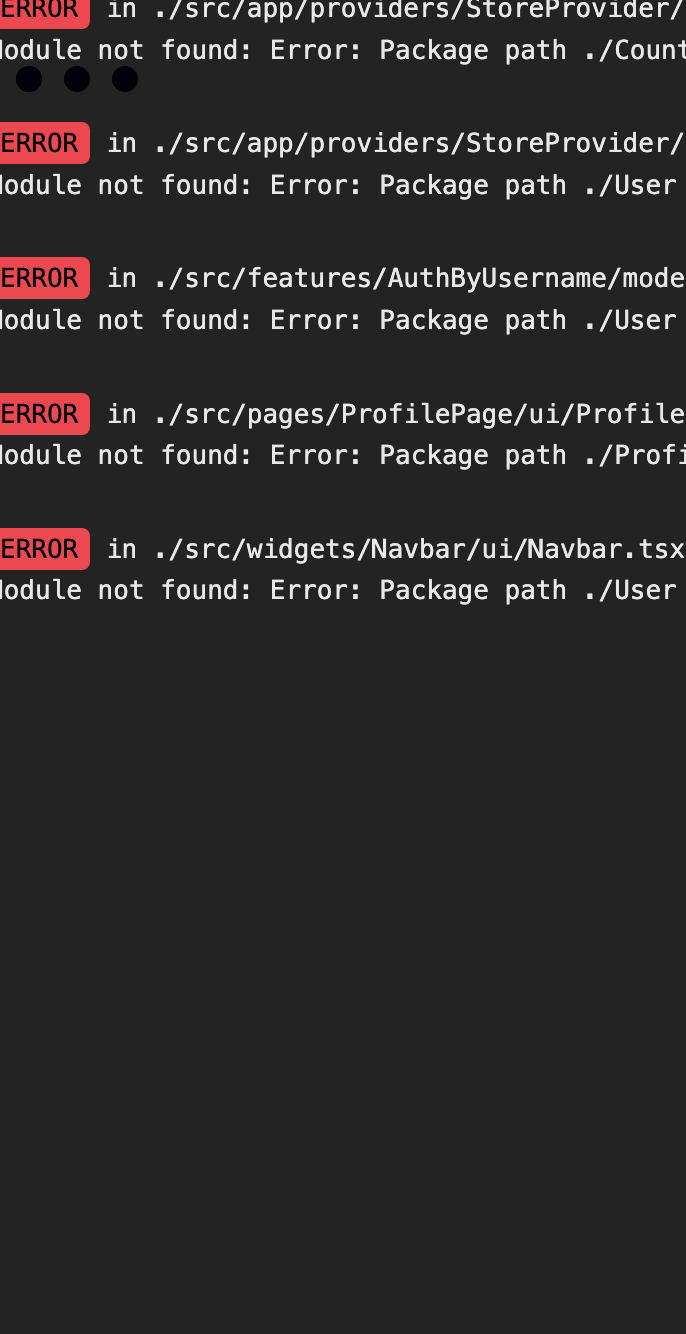 ERROR in ./src/app/providers/StoreProvider/
Module not found: Error: Package path ./Count
ERROR in ./src/app/providers/StoreProvider/
Module not found: Error: Package path ./User
ERROR in ./src/features/AuthByUsername/mode
Module not found: Error: Package path ./User
ERROR in ./src/pages/ProfilePage/ui/Profile
Module not found: Error: Package path ./Profi
ERROR in ./src/widgets/Navbar/ui/Navbar.tsx
Module not found: Error: Package path ./User